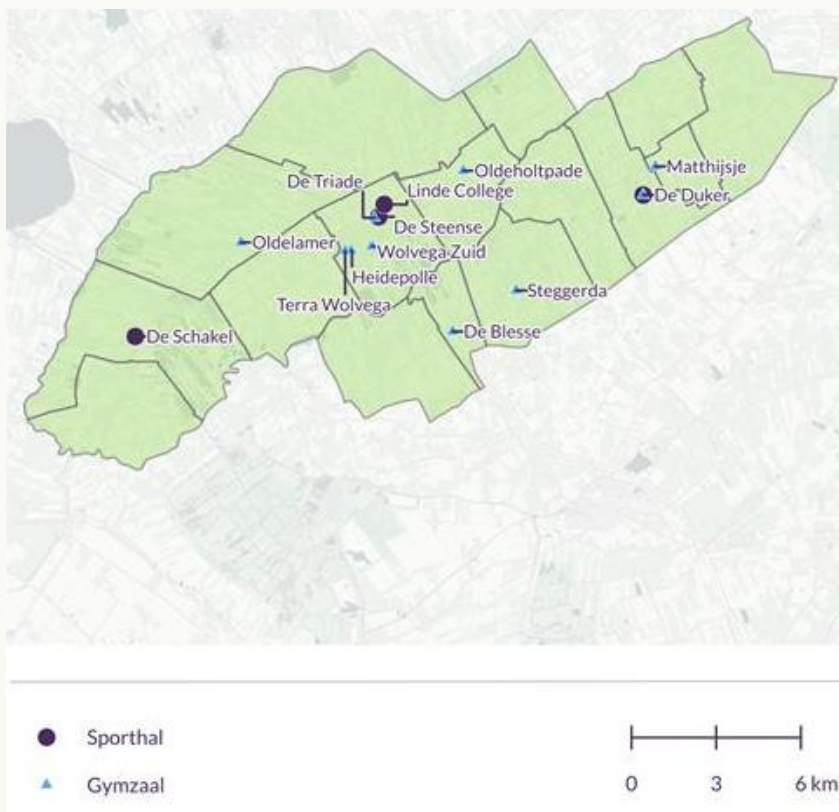 Oldeholtpade
Matthijsje
De Triade
Linde College
De Duker
De Steense
Oldelamer
Wolvega Zuid
Heidepolle
Steggerda
Terra Wolvega
De Blesse
De Schakel
Sporthal
Gymzaal
0 3 6 km